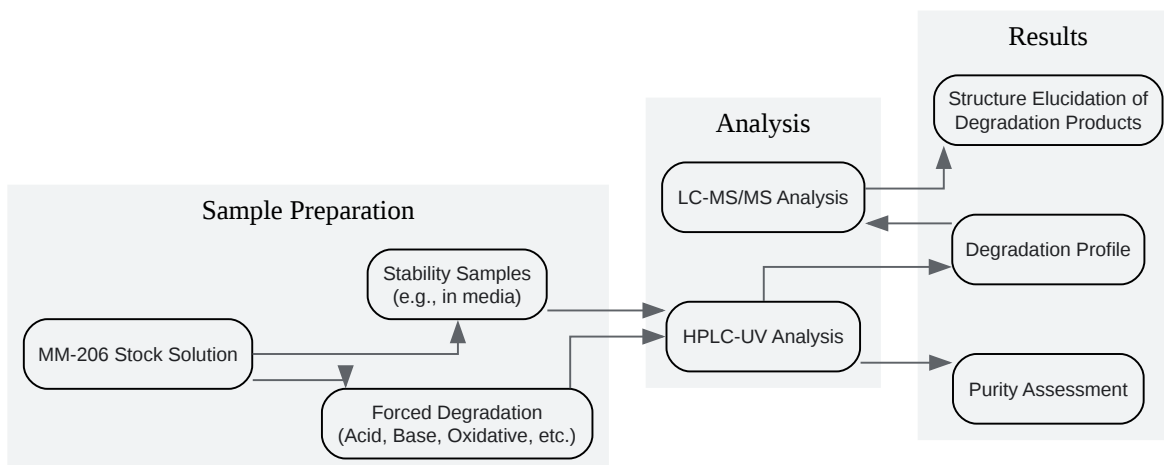 Sample Preparation
MM-206 Stock Solution
Stability Samples
(e.g., in media)
Forced Degradation
(Acid, Base, Oxidative, etc.)
Analysis
LC-MS/MS Analysis
HPLC-UV Analysis
Results
Structure Elucidation of
Degradation Products
Degradation Profile
Purity Assessment